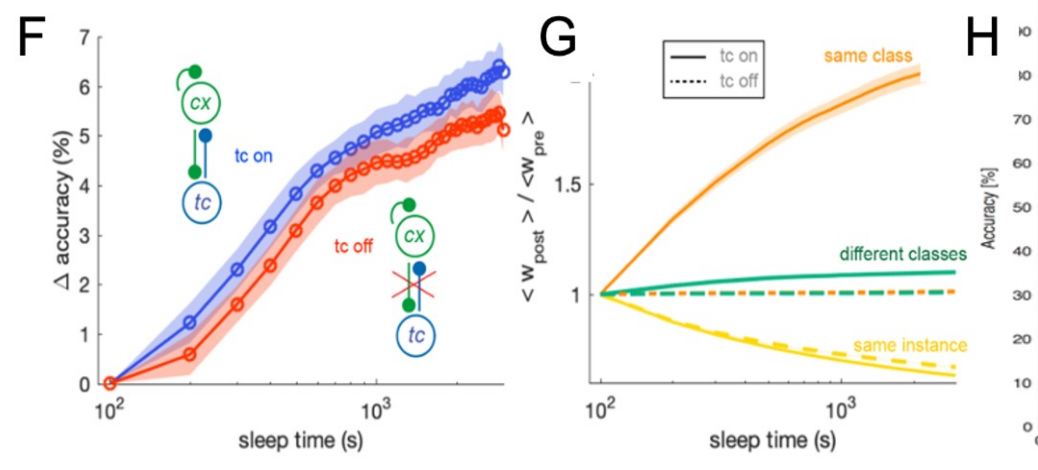 F
7
6
5
4
3
2
1
0
Δ accuracy (%)
cx
tc
tc on
tc off
cx
tc
10²
10³
sleep time (s)
G
tc on
tc off
same class
different classes
same instance
1.5
1
< w_post > / < w_pre >
10²
10³
sleep time (s)
H
80
70
60
50
40
30
20
10
0
Accuracy [%]